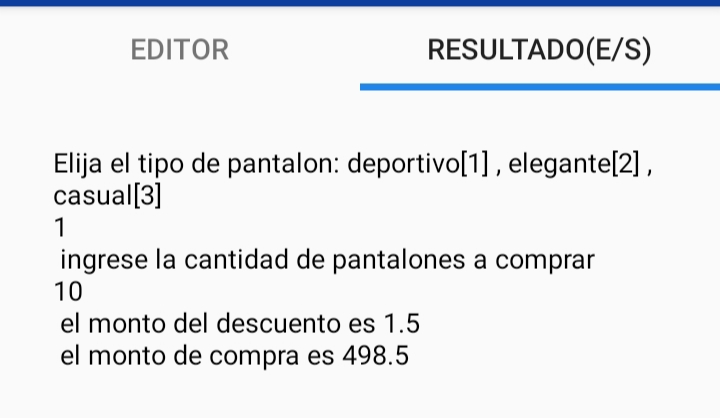 EDITOR
RESULTADO(E/S)
Elija el tipo de pantalon: deportivo[1] , elegante[2] ,
casual[3]
1
ingrese la cantidad de pantalones a comprar
10
el monto del descuento es 1.5
el monto de compra es 498.5